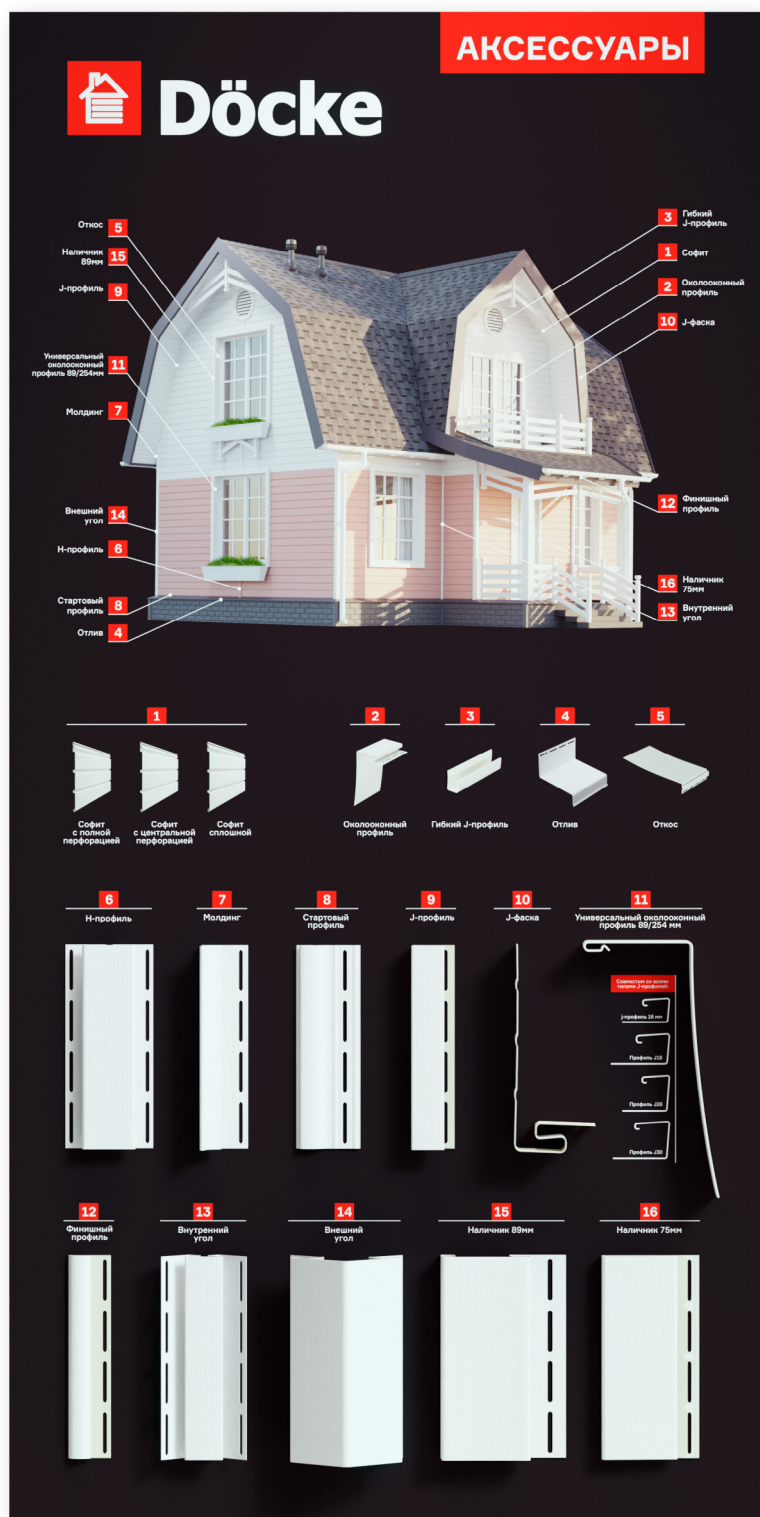 АКСЕССУАРЫ
Döcke
Откос
5
Наличник
89мм
15
J-профиль
9
Универсальный
околооконный
профиль 89/254мм
11
Молдинг
7
Внешний
угол
14
H-профиль
6
Стартовый
профиль
8
Отлив
4
3
Гибкий
J-профиль
1
Софит
2
Околооконный
профиль
10
J-фаска
12
Финишный
профиль
16
Наличник
75мм
13
Внутренний
угол
1
Софит
с полной
перфорацией
Софит
с центральной
перфорацией
Софит
сплошной
2
Околооконный
профиль
3
Гибкий J-профиль
4
Отлив
5
Откос
6
H-профиль
7
Молдинг
8
Стартовый
профиль
9
J-профиль
10
J-фаска
11
Универсальный околооконный
профиль 89/254 мм
Совместим со всеми
типами J-профилей:
J-профиль 16 мм
Профиль J18
Профиль J26
Профиль J30
12
Финишный
профиль
13
Внутренний
угол
14
Внешний
угол
15
Наличник 89мм
16
Наличник 75мм